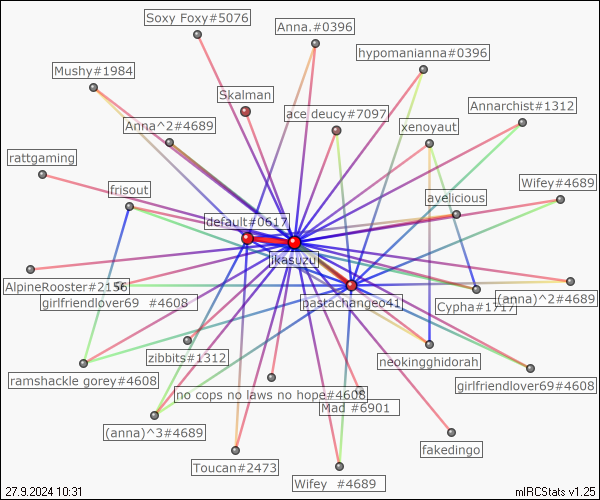 Soxy Foxy#5076
Anna.#0396
hypomanianna#0396
Mushy#1984
Skalman
ace deucy#7097
Annarchist#1312
Anna^2#4689
xenoyaut
rattgaming
frisout
avelicious
Wifey#4689
default#0617
ikasuzu
AlpineRooster#2156
girlfriendlover69 #4608
bastachange041
Cypha#1717
(anna)^2#4689
zibbits#1312
neokingghidorah
ramshackle gorey#4608
girlfriendlover69#4608
no cops no laws no hope#4608
Mad #6901
(anna)^3#4689
fakedingo
Toucan#2473
Wifey #4689
27.9.2024 10:31
mIRCStats v1.25